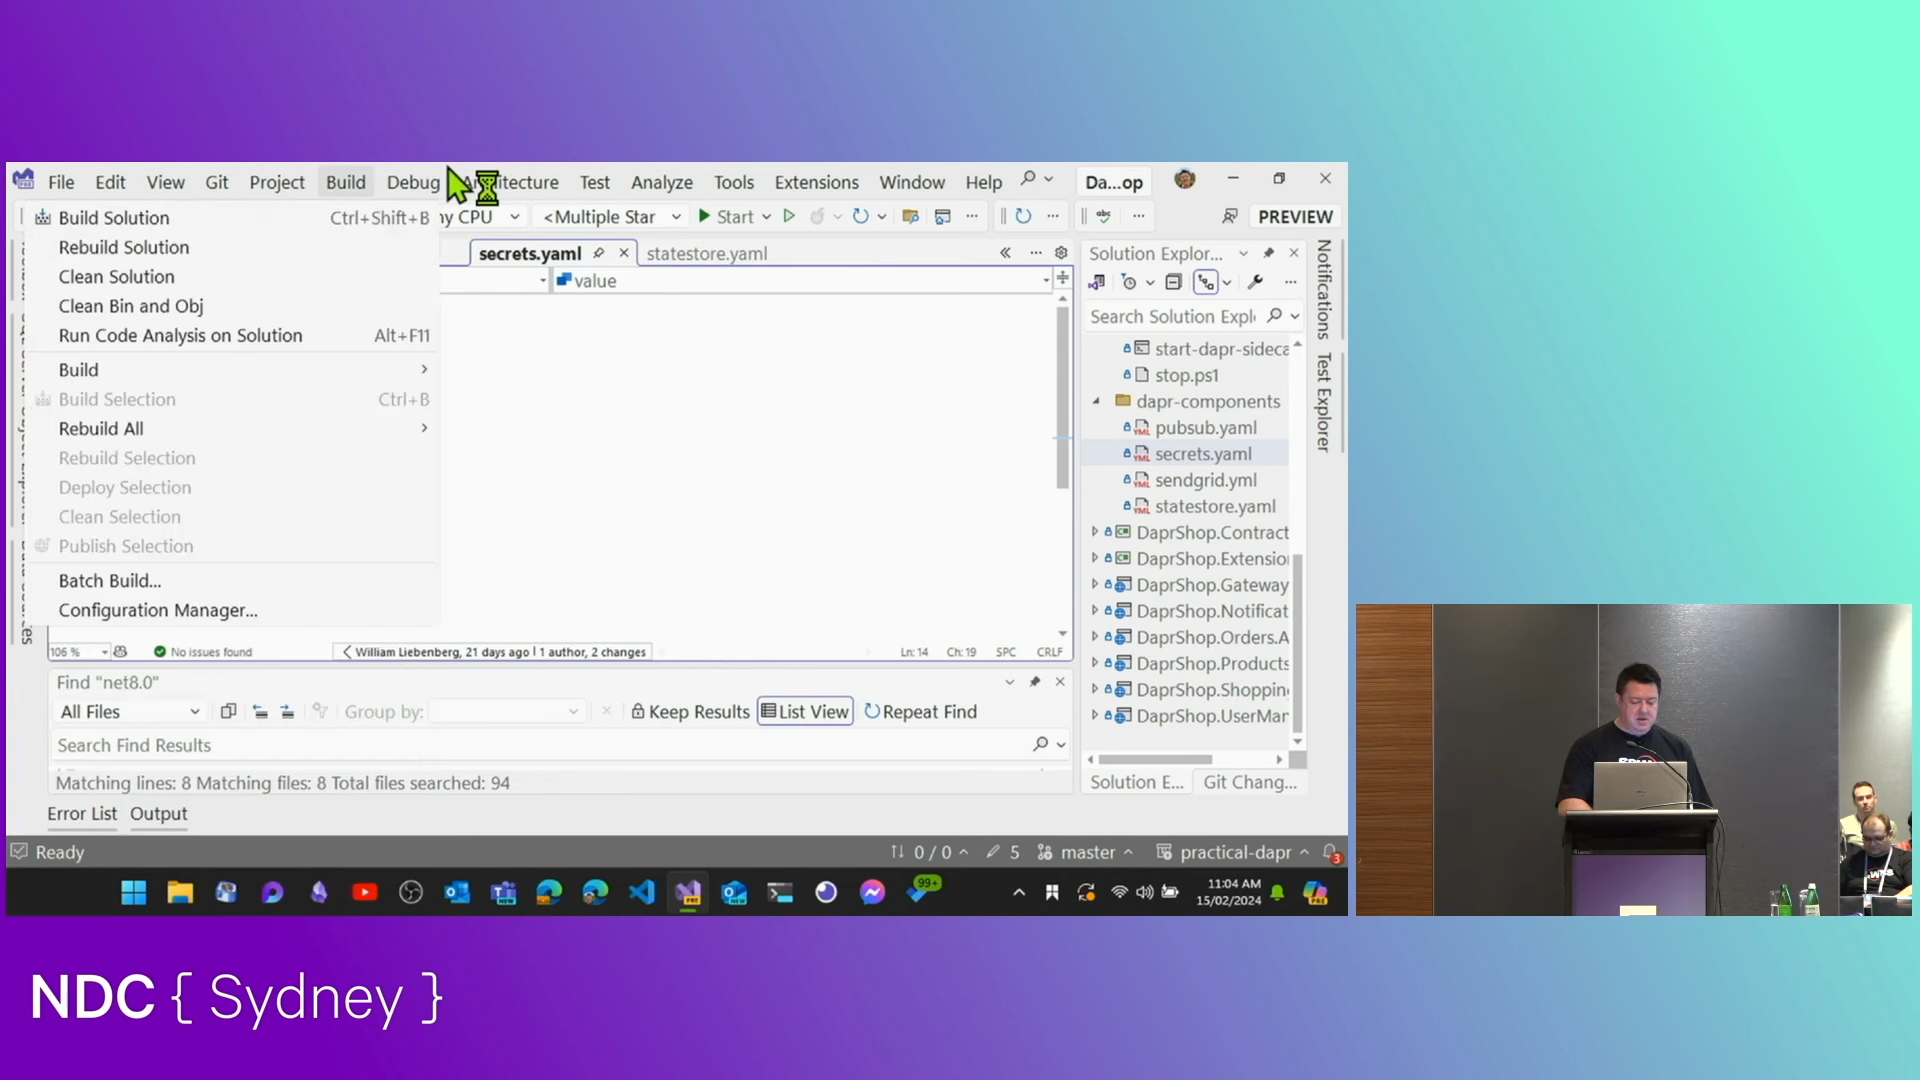 File Edit View Git Project Build Debug Test Analyze Tools Extensions Window Help Da...op
Build Solution Ctrl+Shift+B
CPU <Multiple Star Start PREVIEW
Rebuild Solution
Clean Solution
Clean Bin and Obj
Run Code Analysis on Solution Alt+F11
Build
Build Selection Ctrl+B
Rebuild All
Rebuild Selection
Deploy Selection
Clean Selection
Publish Selection
Batch Build...
Configuration Manager...
secrets.yaml statestore.yaml
value
106 % No issues found William Liebenberg, 21 days ago | 1 author, 2 changes Ln: 14 Ch: 19 SPC CRLF
Find "net8.0"
All Files Group by: Keep Results List View Repeat Find
Search Find Results
Matching lines: 8 Matching files: 8 Total files searched: 94
Error List Output
Solution Explor...
Search Solution Expl
start-dapr-sideca
stop.ps1
dapr-components
pubsub.yaml
secrets.yaml
sendgrid.yml
statestore.yaml
DaprShop.Contract
DaprShop.Extensio
DaprShop.Gateway
DaprShop.Notificat
DaprShop.Orders.A
DaprShop.Products
DaprShop.Shoppin
DaprShop.UserMar
Solution E... Git Chang...
Notifications
Test Explorer
Ready 0 / 0 5 master practical-dapr 3
99+
11:04 AM
15/02/2024
NDC { Sydney }